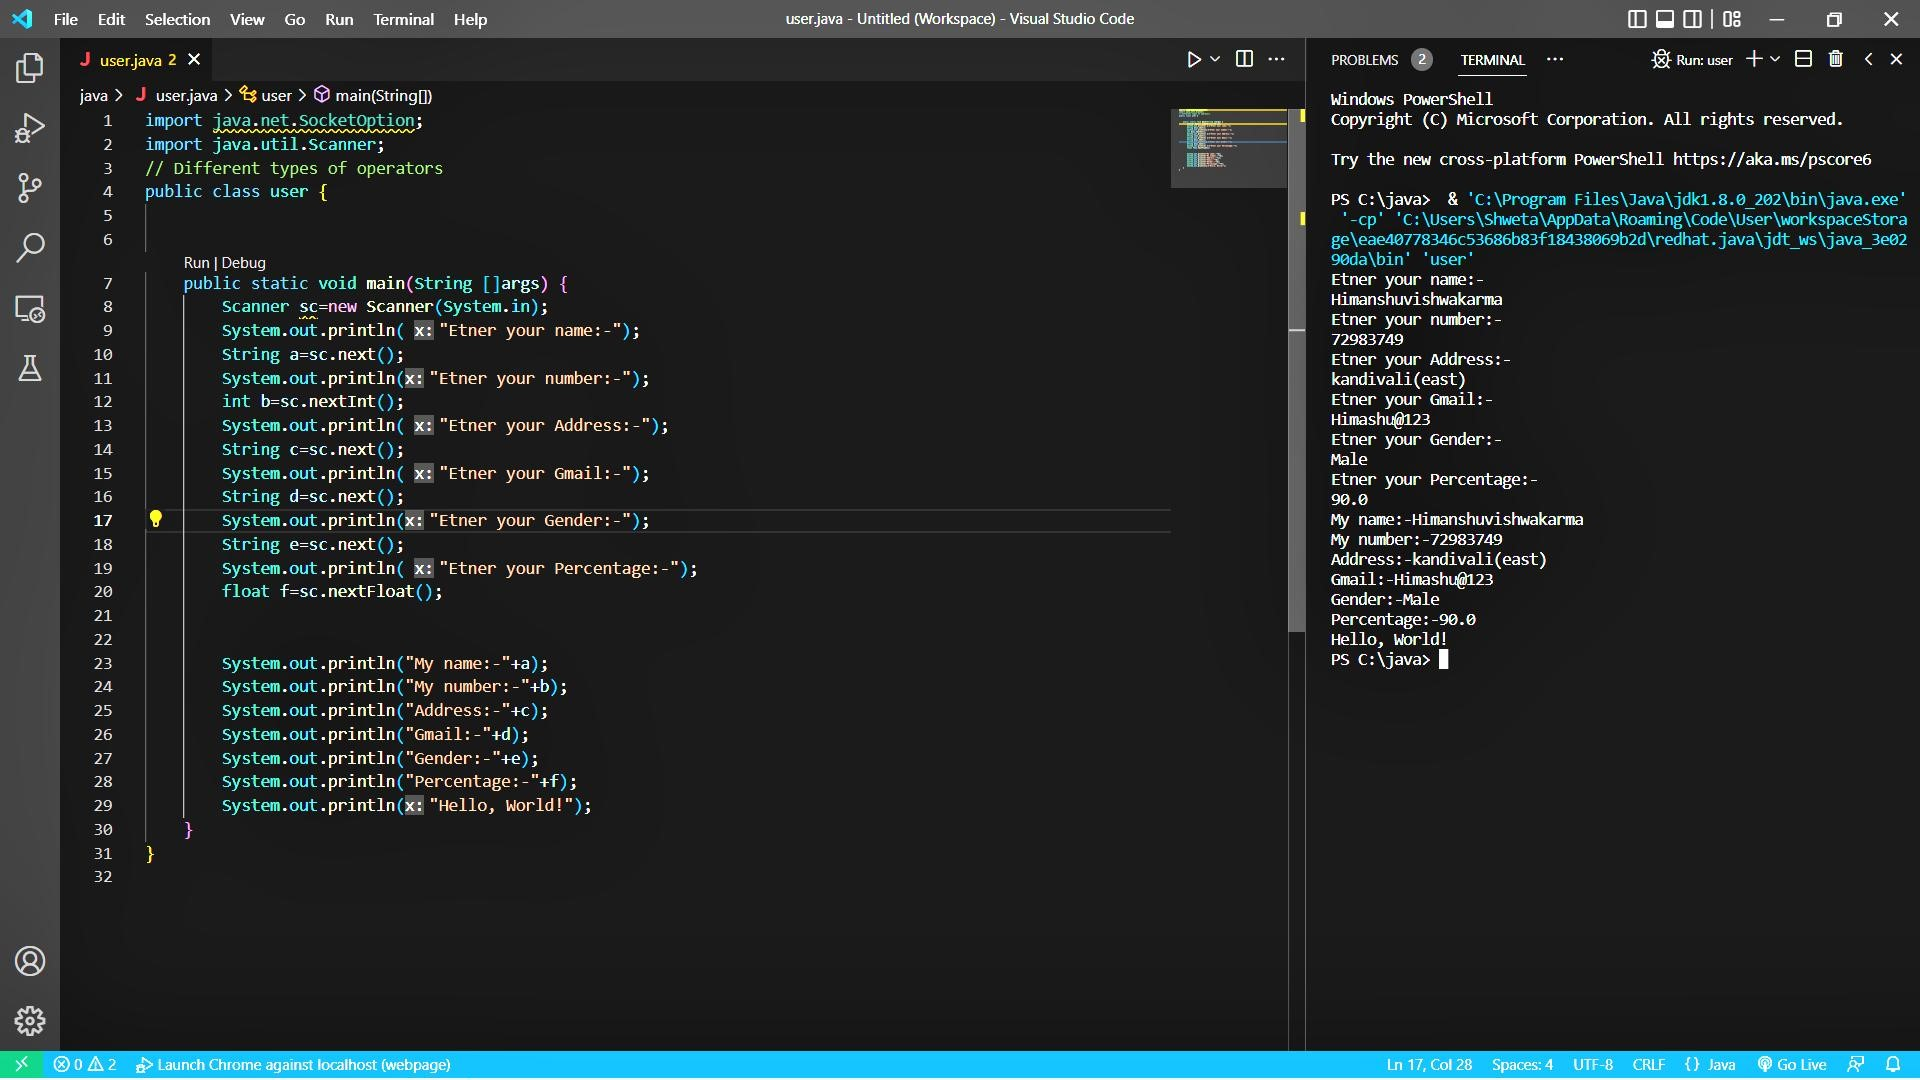 File Edit Selection View Go Run Terminal Help
user.java - Untitled (Workspace) - Visual Studio Code
J user.java 2
java > J user.java > user > main(String[])
1 import java.net.SocketOption;
2 import java.util.Scanner;
3 // Different types of operators
4 public class user {
5
6
Run | Debug
7 public static void main(String []args) {
8 Scanner sc=new Scanner(System.in);
9 System.out.println( x: "Etner your name:-");
10 String a=sc.next();
11 System.out.println(x: "Etner your number:-");
12 int b=sc.nextInt();
13 System.out.println( x: "Etner your Address:-");
14 String c=sc.next();
15 System.out.println( x: "Etner your Gmail:-");
16 String d=sc.next();
17 System.out.println(x: "Etner your Gender:-");
18 String e=sc.next();
19 System.out.println( x: "Etner your Percentage:-");
20 float f=sc.nextFloat();
21
22
23 System.out.println("My name:-"+a);
24 System.out.println("My number:-"+b);
25 System.out.println("Address:-"+c);
26 System.out.println("Gmail:-"+d);
27 System.out.println("Gender:-"+e);
28 System.out.println("Percentage:-"+f);
29 System.out.println(x: "Hello, World!");
30 }
31 }
32
PROBLEMS 2 TERMINAL ··· Run: user
Windows PowerShell
Copyright (C) Microsoft Corporation. All rights reserved.
Try the new cross-platform PowerShell https://aka.ms/pscore6
PS C:\java> & 'C:\Program Files\Java\jdk1.8.0_202\bin\java.exe'
'-cp' 'C:\Users\Shweta\AppData\Roaming\Code\User\workspaceStora
ge\eae40778346c53686b83f18438069b2d\redhat.java\jdt_ws\java_3e02
90da\bin' 'user'
Etner your name:-
Himanshuvishwakarma
Etner your number:-
72983749
Etner your Address:-
kandivali(east)
Etner your Gmail:-
Himashu@123
Etner your Gender:-
Male
Etner your Percentage:-
90.0
My name:-Himanshuvishwakarma
My number:-72983749
Address:-kandivali(east)
Gmail:-Himashu@123
Gender:-Male
Percentage:-90.0
Hello, World!
PS C:\java>
0 2 Launch Chrome against localhost (webpage)
Ln 17, Col 28 Spaces: 4 UTF-8 CRLF {} Java Go Live